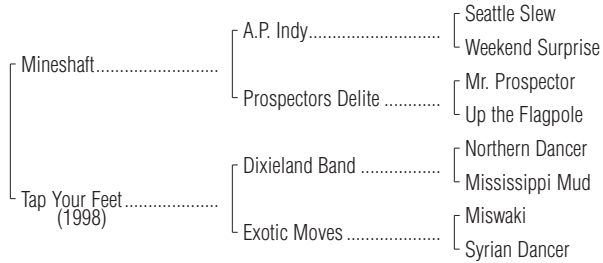 Seattle Slew
A.P. Indy
Weekend Surprise
Mineshaft
Mr. Prospector
Prospectors Delite
Up the Flagpole
Northern Dancer
Dixieland Band
Mississippi Mud
Tap Your Feet
(1998)
Miswaki
Exotic Moves
Syrian Dancer